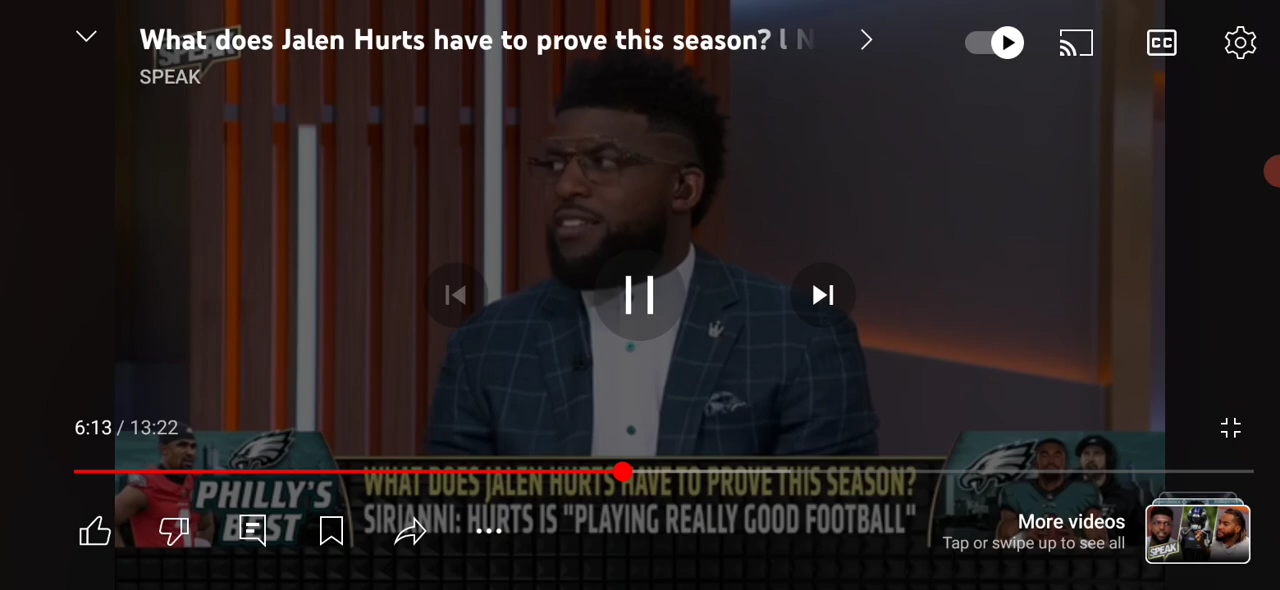 What does Jalen Hurts have to prove this season? l N
SPEAK
CC
6:13 / 13:22
PHILLY'S
BEST
WHAT DOES JALEN HURTS HAVE TO PROVE THIS SEASON?
SIRIANNI: HURTS IS "PLAYING REALLY GOOD FOOTBALL"
More videos
Tap or swipe up to see all
SPEAK